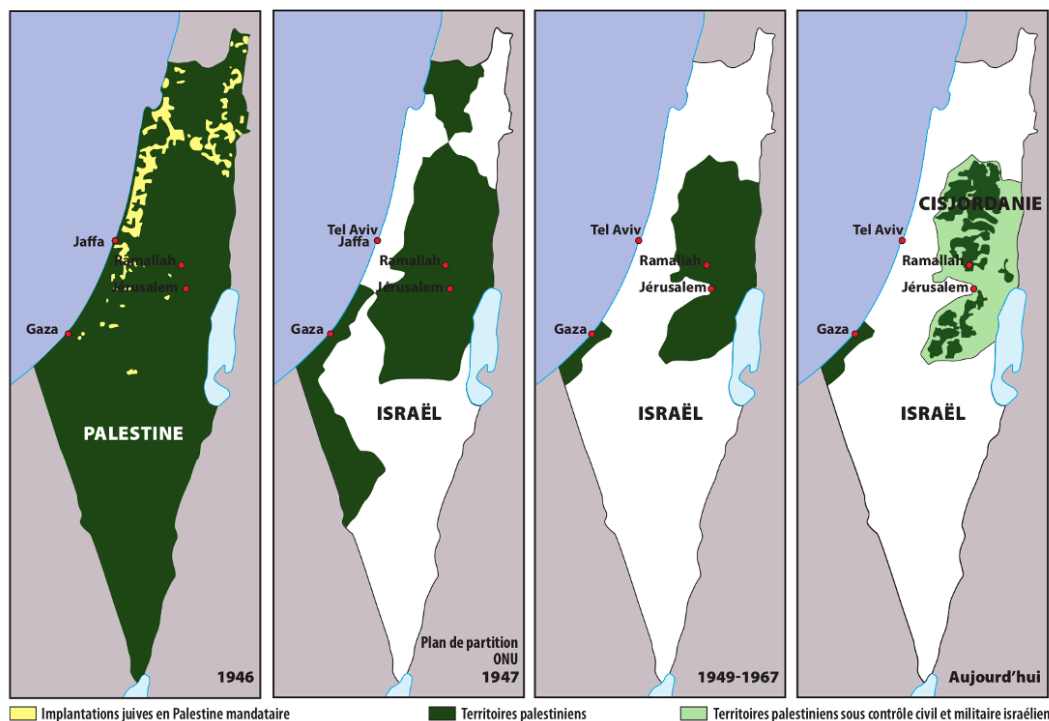 Jaffa
Ramallah
Jérusalem
Gaza
PALESTINE
1946
Tel Aviv
Jaffa
Ramallah
Jérusalem
Gaza
ISRAËL
Plan de partition
ONU
1947
Tel Aviv
Ramallah
Jérusalem
Gaza
ISRAËL
1949-1967
CISJORDANIE
Tel Aviv
Ramallah
Jérusalem
Gaza
ISRAËL
Aujourd'hui
Implantations juives en Palestine mandataire
Territoires palestiniens
Territoires palestiniens sous contrôle civil et militaire israélien